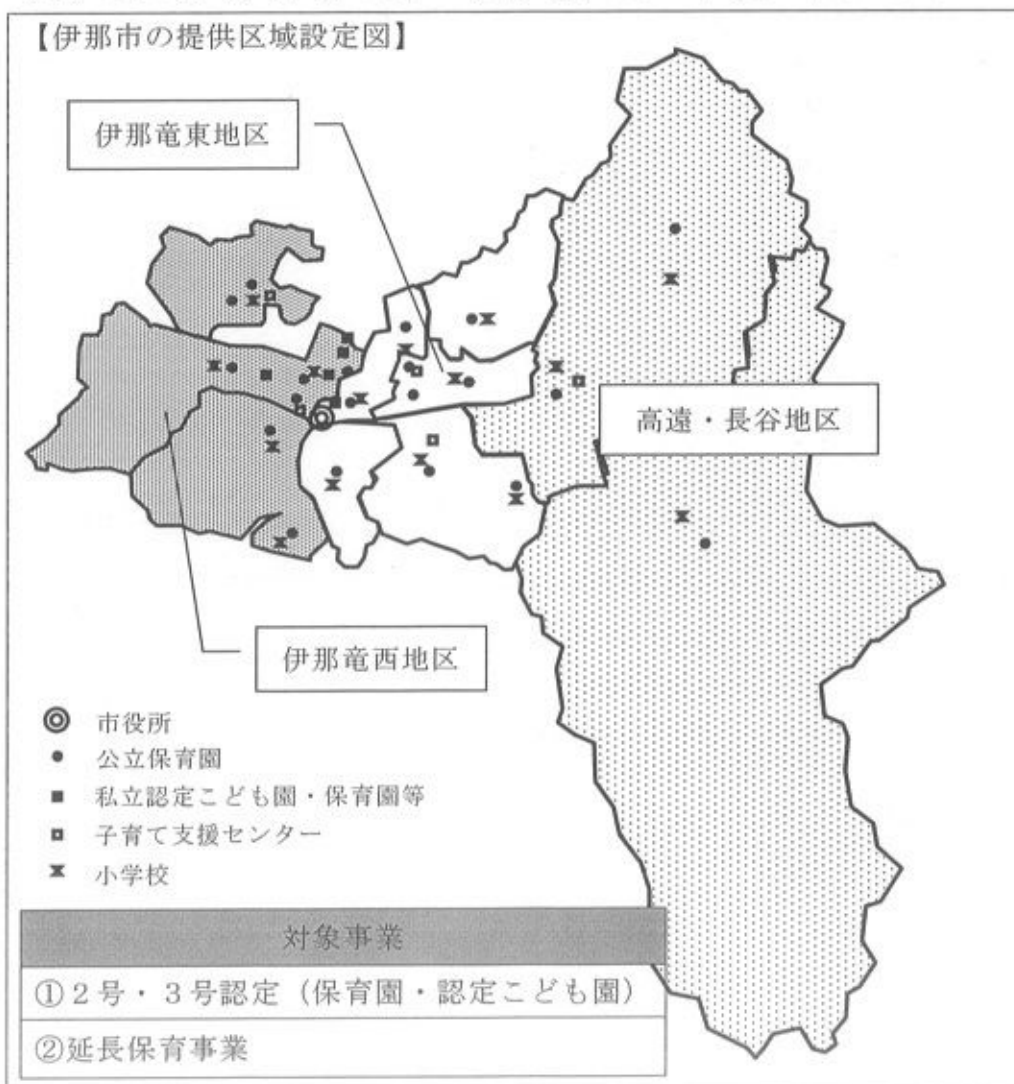 【伊那市の提供区域設定図】
伊那竜東地区
高遠・長谷地区
伊那竜西地区
市役所
公立保育園
私立認定こども園・保育園等
子育て支援センター
小学校
対象事業
①2号・3号認定（保育園・認定こども園）
②延長保育事業